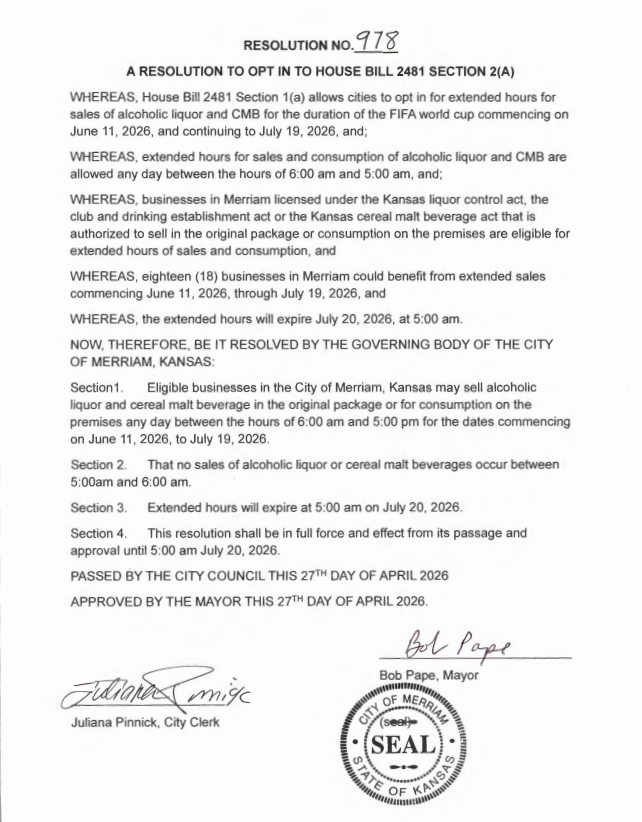 RESOLUTION NO. 978
A RESOLUTION TO OPT IN TO HOUSE BILL 2481 SECTION 2(A)
WHEREAS, House Bill 2481 Section 1(a) allows cities to opt in for extended hours for
sales of alcoholic liquor and CMB for the duration of the FIFA world cup commencing on
June 11, 2026, and continuing to July 19, 2026, and;
WHEREAS, extended hours for sales and consumption of alcoholic liquor and CMB are
allowed any day between the hours of 6:00 am and 5:00 am, and;
WHEREAS, businesses in Merriam licensed under the Kansas liquor control act, the
club and drinking establishment act or the Kansas cereal malt beverage act that is
authorized to sell in the original package or consumption on the premises are eligible for
extended hours of sales and consumption, and
WHEREAS, eighteen (18) businesses in Merriam could benefit from extended sales
commencing June 11, 2026, through July 19, 2026, and
WHEREAS, the extended hours will expire July 20, 2026, at 5:00 am.
NOW, THEREFORE, BE IT RESOLVED BY THE GOVERNING BODY OF THE CITY
OF MERRIAM, KANSAS:
Section1. Eligible businesses in the City of Merriam, Kansas may sell alcoholic
liquor and cereal malt beverage in the original package or for consumption on the
premises any day between the hours of 6:00 am and 5:00 pm for the dates commencing
on June 11, 2026, to July 19, 2026.
Section 2. That no sales of alcoholic liquor or cereal malt beverages occur between
5:00am and 6:00 am.
Section 3. Extended hours will expire at 5:00 am on July 20, 2026.
Section 4. This resolution shall be in full force and effect from its passage and
approval until 5:00 am July 20, 2026.
PASSED BY THE CITY COUNCIL THIS 27TH DAY OF APRIL 2026
APPROVED BY THE MAYOR THIS 27TH DAY OF APRIL 2026.
Bob Pape
Bob Pape, Mayor
Juliana Pinnick
Juliana Pinnick, City Clerk
CITY OF MERRIAM
(seal)
SEAL
STATE OF KANSAS